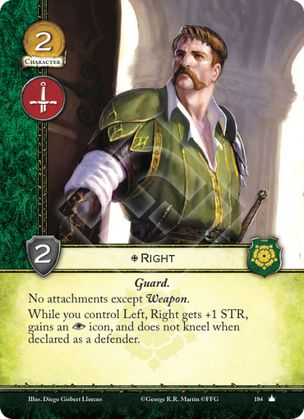 2
Character
2
Right
Guard.
No attachments except Weapon.
While you control Left, Right gets +1 STR,
gains an icon, and does not kneel when
declared as a defender.
Illus. Diego Gisbert Llorens ©George R.R. Martin ©FFG 184